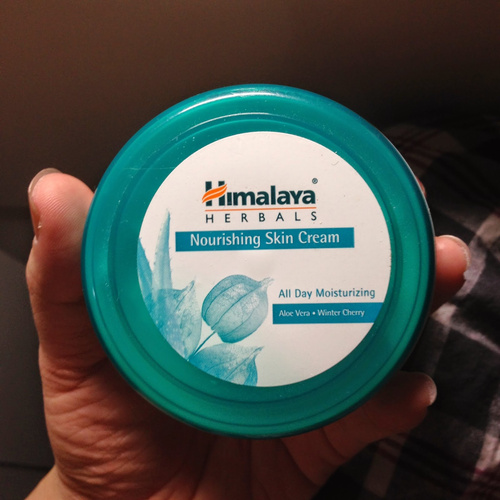 Himalaya®
HERBALS
Nourishing Skin Cream
All Day Moisturizing
Aloe Vera • Winter Cherry